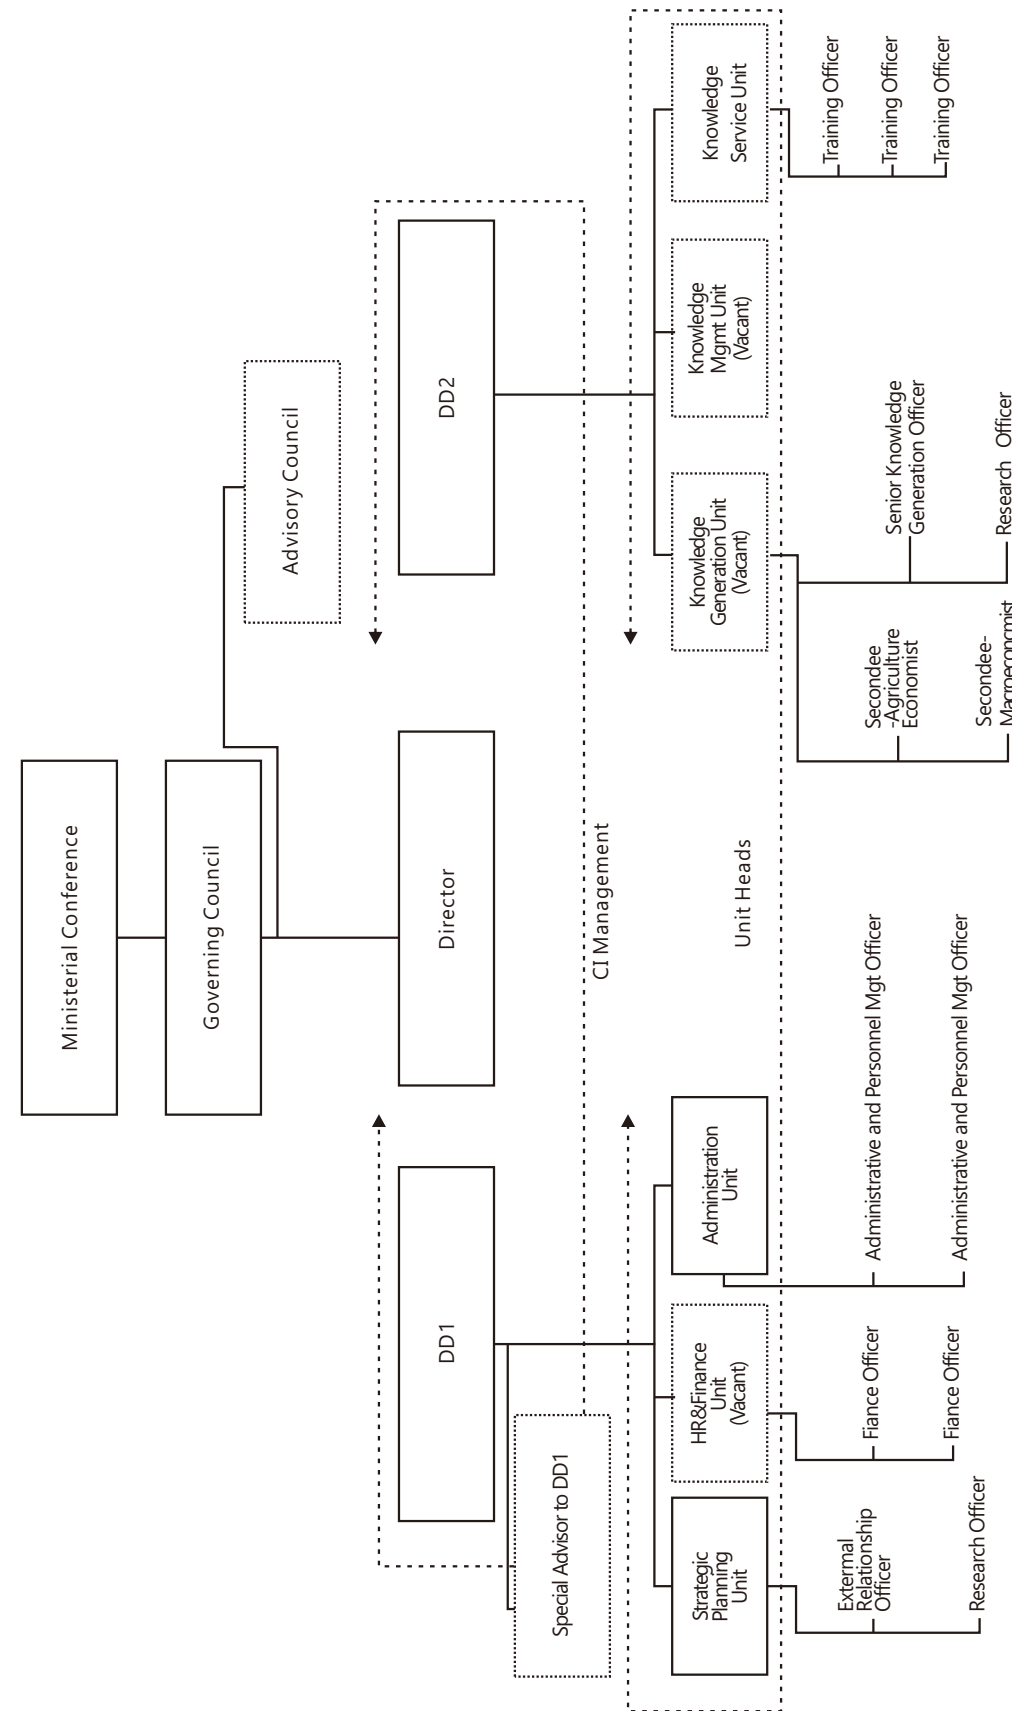 Ministerial Conference
Governing Council
Advisory Council
DD1
Director
DD2
Special Advisor to DD1
CI Management
Strategic
Planning
Unit
HR&Finance
Unit
(Vacant)
Administration
Unit
Unit Heads
Knowledge
Generation Unit
(Vacant)
Knowledge
Mgmt Unit
(Vacant)
Knowledge
Service Unit
Extermal
Relationship
Officer
Research Officer
Fiance Officer
Fiance Officer
Administrative and Personnel Mgt Officer
Administrative and Personnel Mgt Officer
Secondee
-Agriculture
Economist
Secondee-
Macroeconcmist
Senior Knowledge
Generation Officer
Research Officer
Training Officer
Training Officer
Training Officer